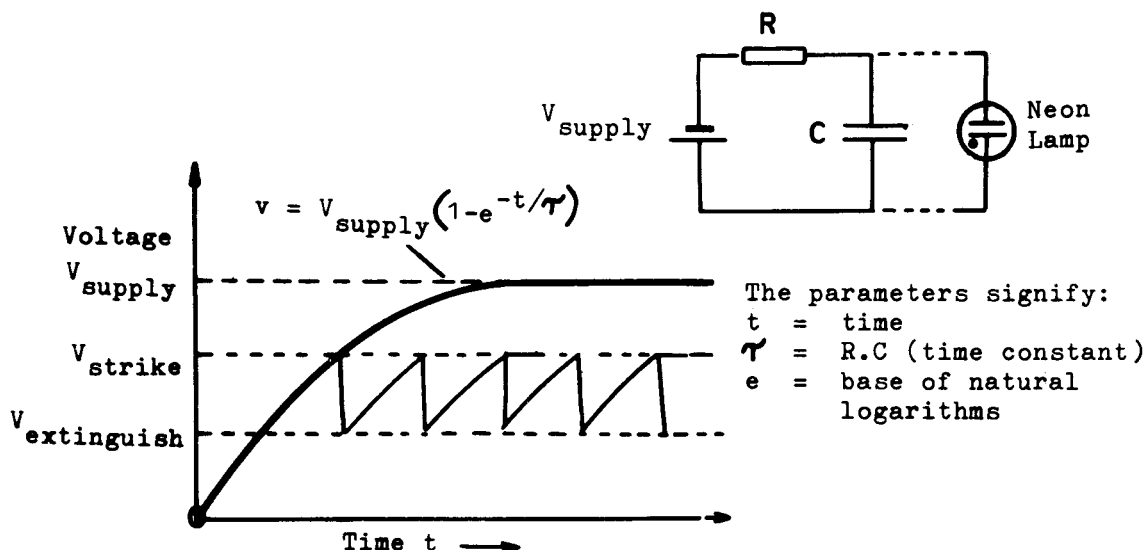 R
V supply
C
Neon
Lamp
v = V supply (1-e^-t/τ)
Voltage
V supply
V strike
V extinguish
Time t
The parameters signify:
t = time
τ = R.C (time constant)
e = base of natural
logarithms